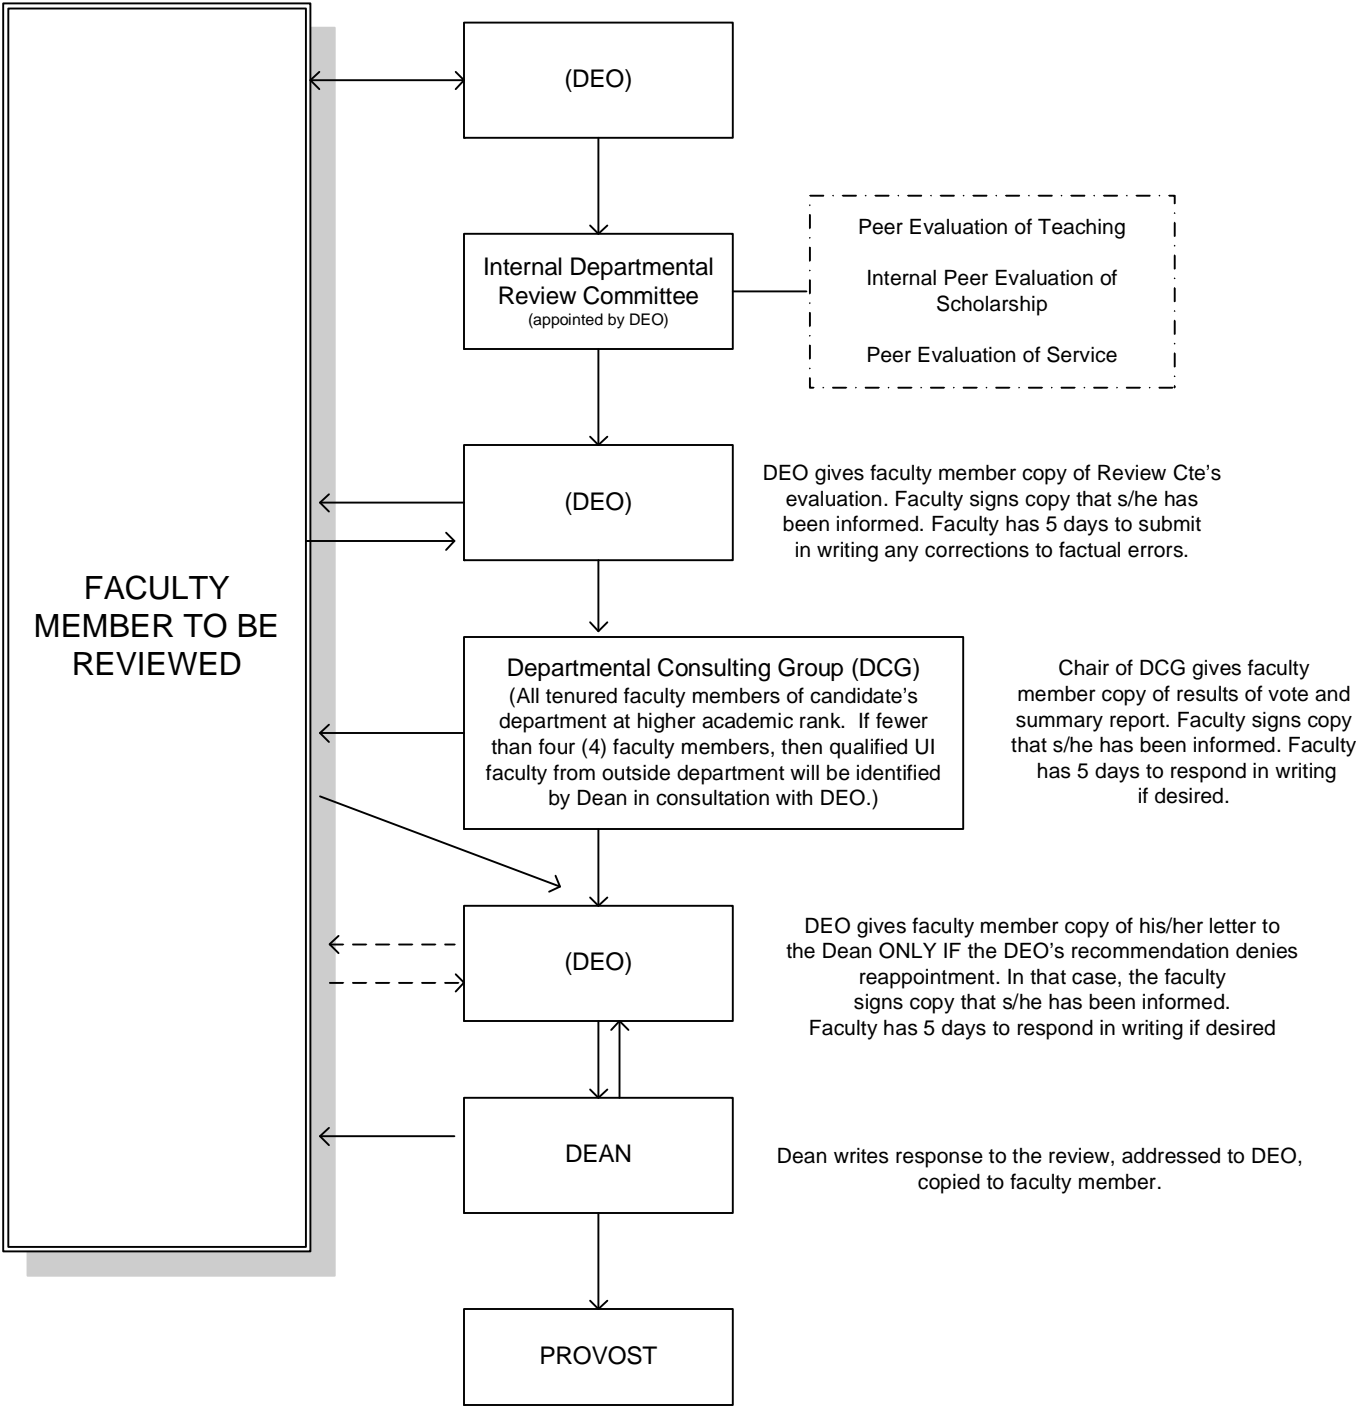 (DEO)
Peer Evaluation of Teaching
Internal Peer Evaluation of
Scholarship
Peer Evaluation of Service
Internal Departmental
Review Committee
(appointed by DEO)
(DEO)
DEO gives faculty member copy of Review Cte’s
evaluation. Faculty signs copy that s/he has
been informed. Faculty has 5 days to submit
in writing any corrections to factual errors.
FACULTY
MEMBER TO BE
REVIEWED
Departmental Consulting Group (DCG)
(All tenured faculty members of candidate’s
department at higher academic rank.  If fewer
than four (4) faculty members, then qualified UI
faculty from outside department will be identified
by Dean in consultation with DEO.)
Chair of DCG gives faculty
member copy of results of vote and
summary report. Faculty signs copy
that s/he has been informed. Faculty
has 5 days to respond in writing
if desired.
(DEO)
DEO gives faculty member copy of his/her letter to
the Dean ONLY IF the DEO’s recommendation denies
reappointment. In that case, the faculty
signs copy that s/he has been informed.
Faculty has 5 days to respond in writing if desired
DEAN
Dean writes response to the review, addressed to DEO,
copied to faculty member.
PROVOST